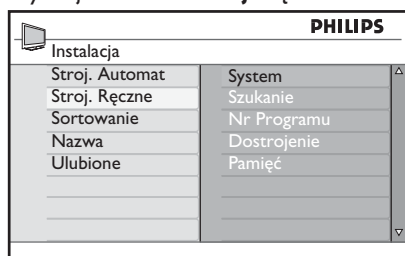 PHILIPS
Instalacja
Stroj. Automat
Stroj. Ręczne
Sortowanie
Nazwa
Ulubione
System
Szukanie
Nr Programu
Dostrojenie
Pamięć